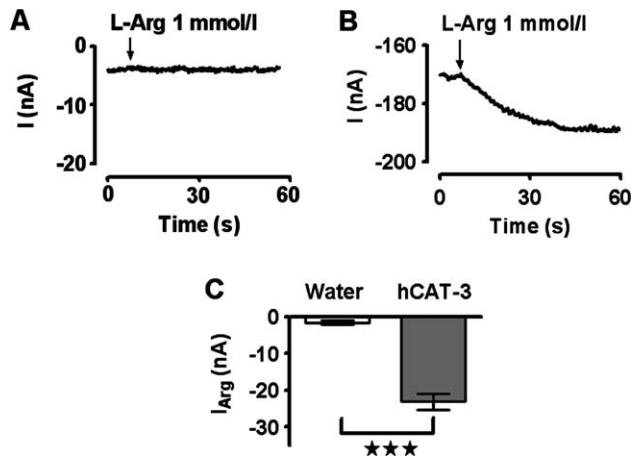 A
L-Arg 1 mmol/l
0
-10
-20
I (nA)
0
30
60
Time (s)
B
L-Arg 1 mmol/l
-160
-180
-200
I (nA)
0
30
60
Time (s)
C
Water
hCAT-3
0
-10
-20
-30
IArg (nA)
★★★